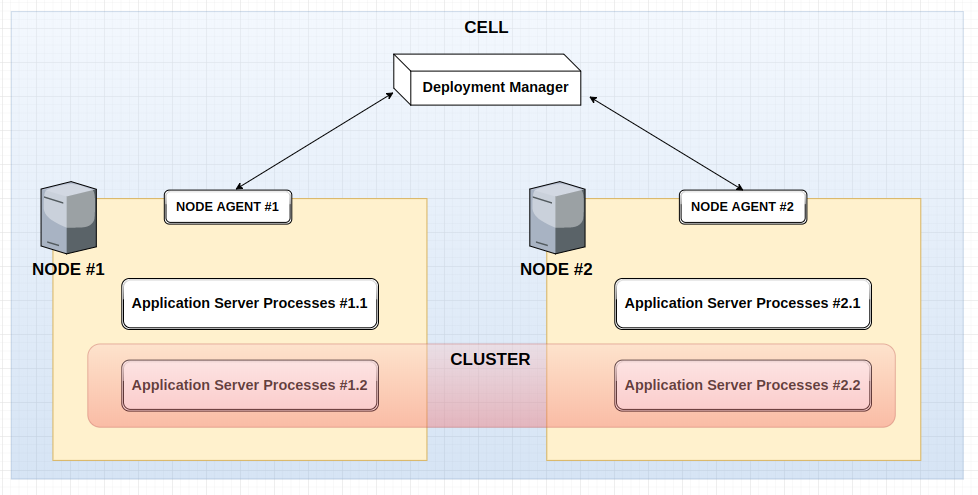 CELL
Deployment Manager
NODE AGENT #1
NODE AGENT #2
NODE #1
NODE #2
Application Server Processes #1.1
Application Server Processes #2.1
CLUSTER
Application Server Processes #1.2
Application Server Processes #2.2